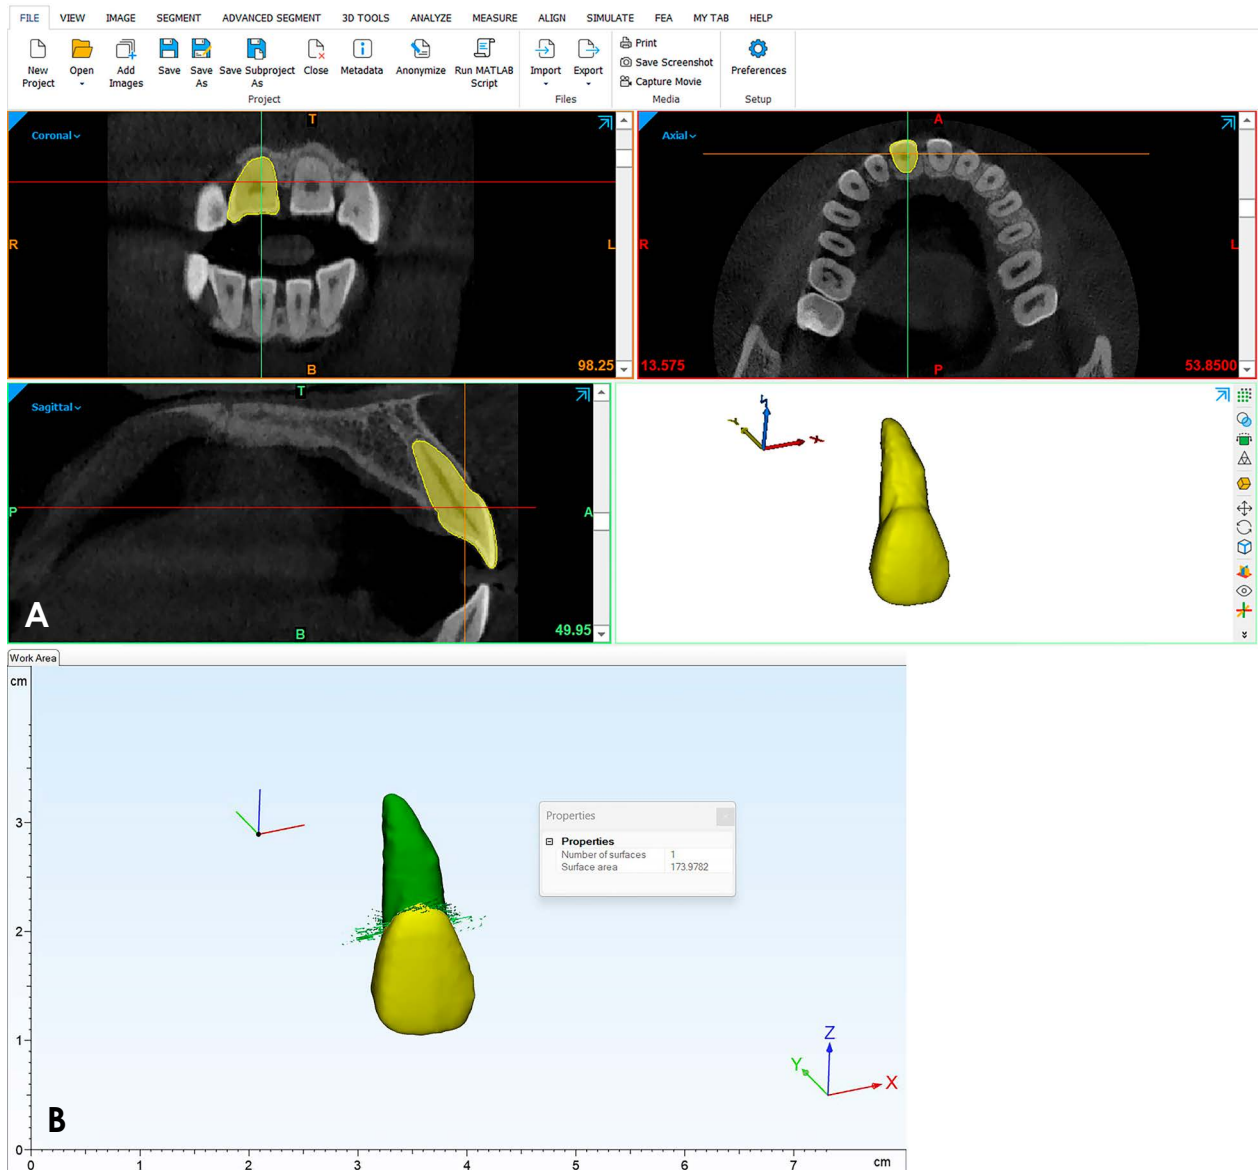 FILE VIEW IMAGE SEGMENT ADVANCED SEGMENT 3D TOOLS ANALYZE MEASURE ALIGN SIMULATE FEA MY TAB HELP
New Project
Open
Add Images
Save
Save As
Save Subproject As
Close
Metadata
Anonymize
Run MATLAB Script
Import
Export
Print
Save Screenshot
Capture Movie
Preferences
Project
Files
Media
Setup
Coronal
T
R
L
B
98.25
Axial
A
R
L
P
13.575
53.8500
Sagittal
T
P
A
B
49.95
A
Z
Y
X
Work Area
cm
3
2
1
0
Properties
Properties
Number of surfaces 1
Surface area 173.9782
Z
Y
X
B
0 1 2 3 4 5 6 7 cm